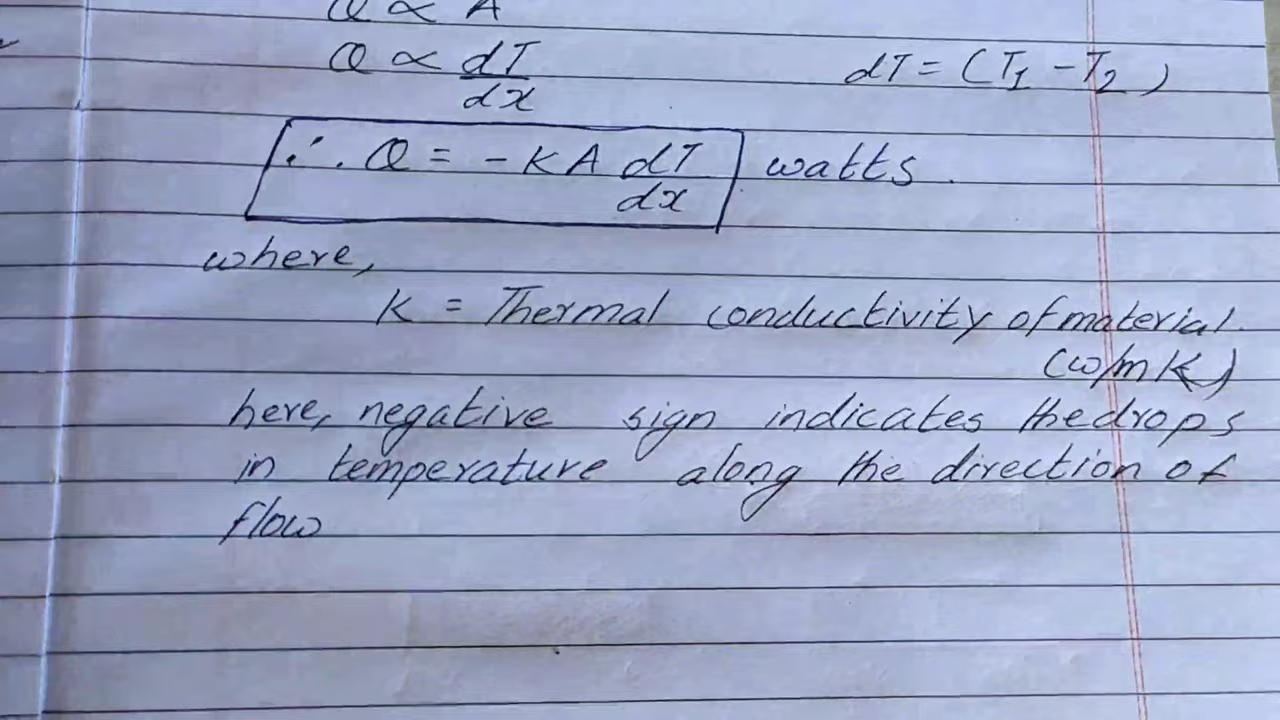 Q ∝ A
Q ∝ dT/dx dT = (T1 - T2)
∴ Q = -KA dT/dx watts.
where,
K = Thermal conductivity of material.
(W/mK)
here, negative sign indicates the drops
in temperature along the direction of
flow